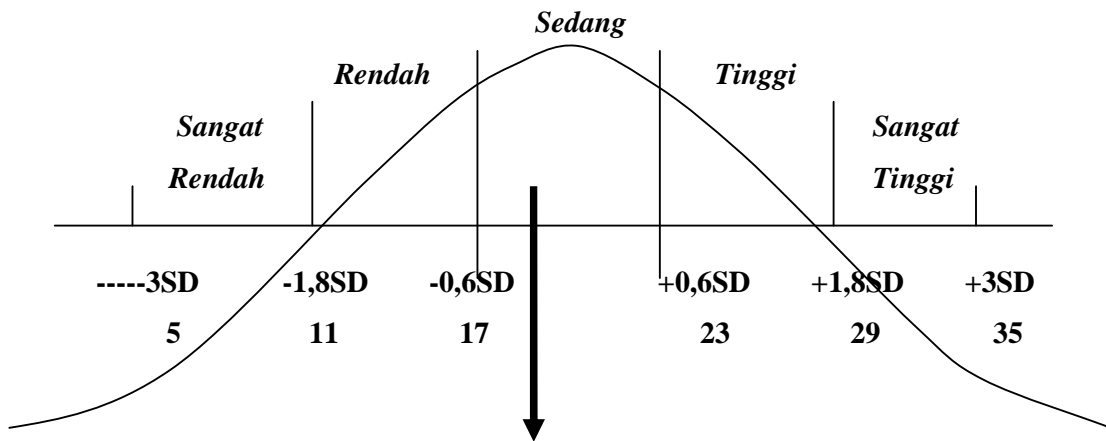 Sedang
Rendah Tinggi
Sangat Sangat
Rendah Tinggi
-----3SD -1,8SD -0,6SD +0,6SD +1,8SD +3SD
5 11 17 23 29 35